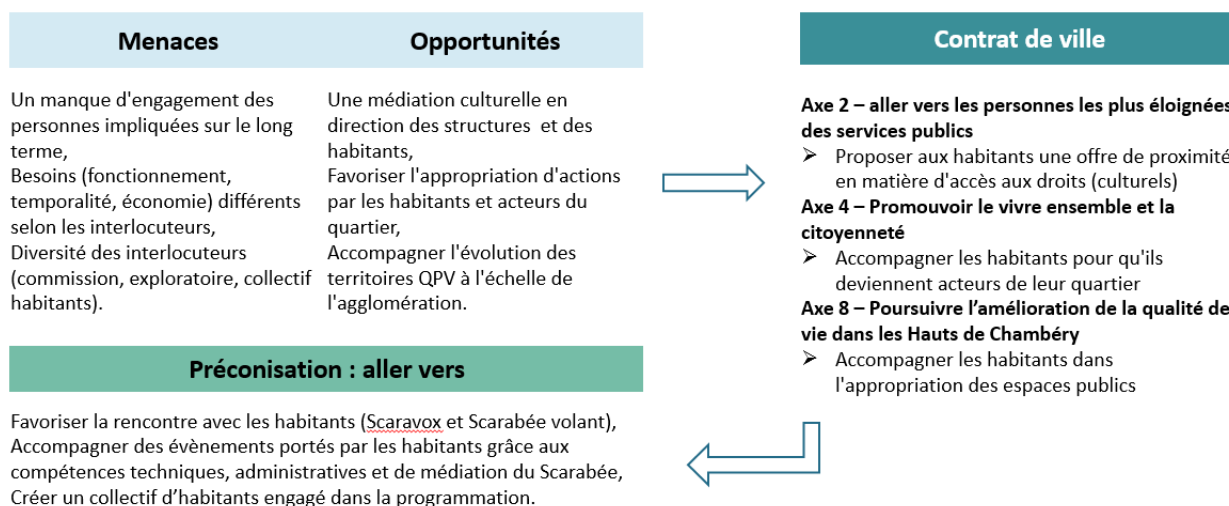 Menaces
Opportunités
Un manque d'engagement des
personnes impliquées sur le long
terme,
Besoins (fonctionnement,
temporalité, économie) différents
selon les interlocuteurs,
Diversité des interlocuteurs
(commission, exploratoire, collectif
habitants).
Une médiation culturelle en
direction des structures et des
habitants,
Favoriser l'appropriation d'actions
par les habitants et acteurs du
quartier,
Accompagner l'évolution des
territoires QPV à l'échelle de
l'agglomération.
Contrat de ville
Axe 2 – aller vers les personnes les plus éloignées
des services publics
➢ Proposer aux habitants une offre de proximité
en matière d'accès aux droits (culturels)
Axe 4 – Promouvoir le vivre ensemble et la
citoyenneté
➢ Accompagner les habitants pour qu'ils
deviennent acteurs de leur quartier
Axe 8 – Poursuivre l’amélioration de la qualité de
vie dans les Hauts de Chambéry
➢ Accompagner les habitants dans
l'appropriation des espaces publics
Préconisation : aller vers
Favoriser la rencontre avec les habitants (Scaravox et Scarabée volant),
Accompagner des évènements portés par les habitants grâce aux
compétences techniques, administratives et de médiation du Scarabée,
Créer un collectif d’habitants engagé dans la programmation.